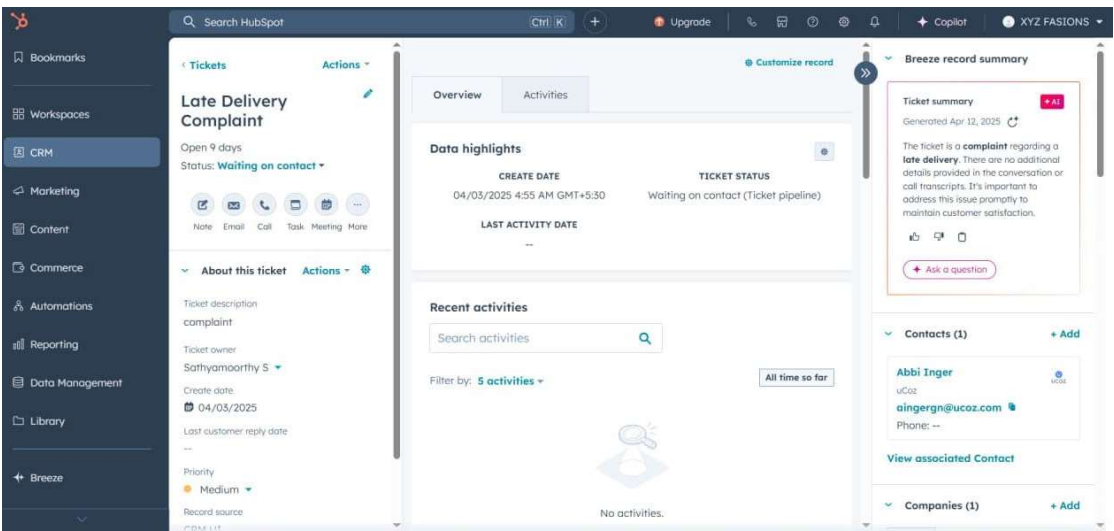 Search HubSpot
Ctrl K
+
Upgrade
Copilot
XYZ FASIONS
Bookmarks
Workspaces
CRM
Marketing
Content
Commerce
Automations
Reporting
Data Management
Library
Breeze
Tickets
Actions
Late Delivery
Complaint
Open 9 days
Status: Waiting on contact
Note Email Call Task Meeting More
About this ticket Actions
Ticket description
complaint
Ticket owner
Sathyamoorthy S
Create date
04/03/2025
Last customer reply date
--
Priority
Medium
Record source
CRM UI
Customize record
Overview
Activities
Data highlights
CREATE DATE
04/03/2025 4:55 AM GMT+5:30
TICKET STATUS
Waiting on contact (Ticket pipeline)
LAST ACTIVITY DATE
--
Recent activities
Search activities
Filter by: 5 activities
All time so far
No activities.
Breeze record summary
Ticket summary
AI
Generated Apr 12, 2025
The ticket is a complaint regarding a
late delivery. There are no additional
details provided in the conversation or
call transcripts. It's important to
address this issue promptly to
maintain customer satisfaction.
Ask a question
Contacts (1)
+ Add
Abbi Inger
uCoz
aingergn@ucoz.com
Phone: --
View associated Contact
Companies (1)
+ Add